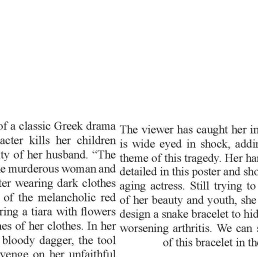 of a classic Greek drama
acter kills her children
ty of her husband. “The
e murderous woman and
ter wearing dark clothes
of the melancholic red
ring a tiara with flowers
es of her clothes. In her
bloody dagger, the tool
venge on her unfaithful
The viewer has caught her in
is wide eyed in shock, addin
theme of this tragedy. Her ha
detailed in this poster and sho
aging actress. Still trying to
of her beauty and youth, she
design a snake bracelet to hid
worsening arthritis. We can s
of this bracelet in the